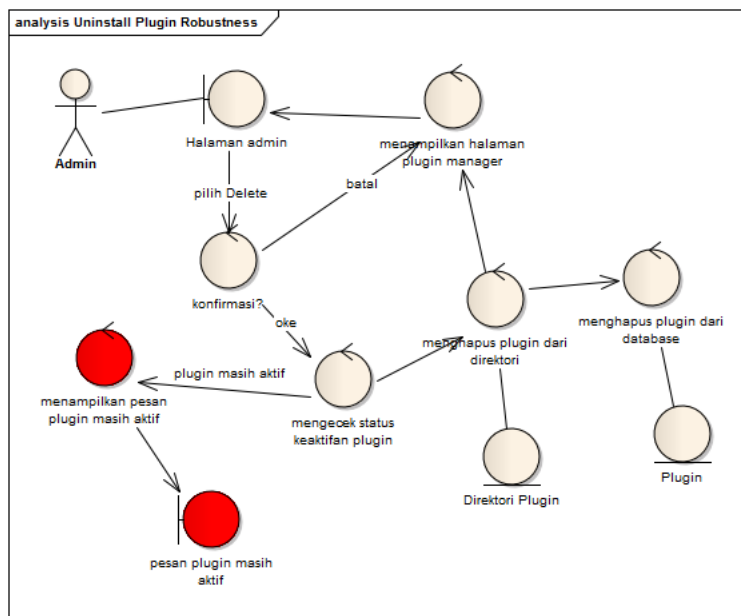 analysis Uninstall Plugin Robustness
Admin
Halaman admin
menampilkan halaman
plugin manager
pilih Delete
batal
konfirmasi?
oke
menghapus plugin dari
direktori
menghapus plugin dari
database
plugin masih aktif
menampilkan pesan
plugin masih aktif
mengecek status
keaktifan plugin
Direktori Plugin
Plugin
pesan plugin masih
aktif